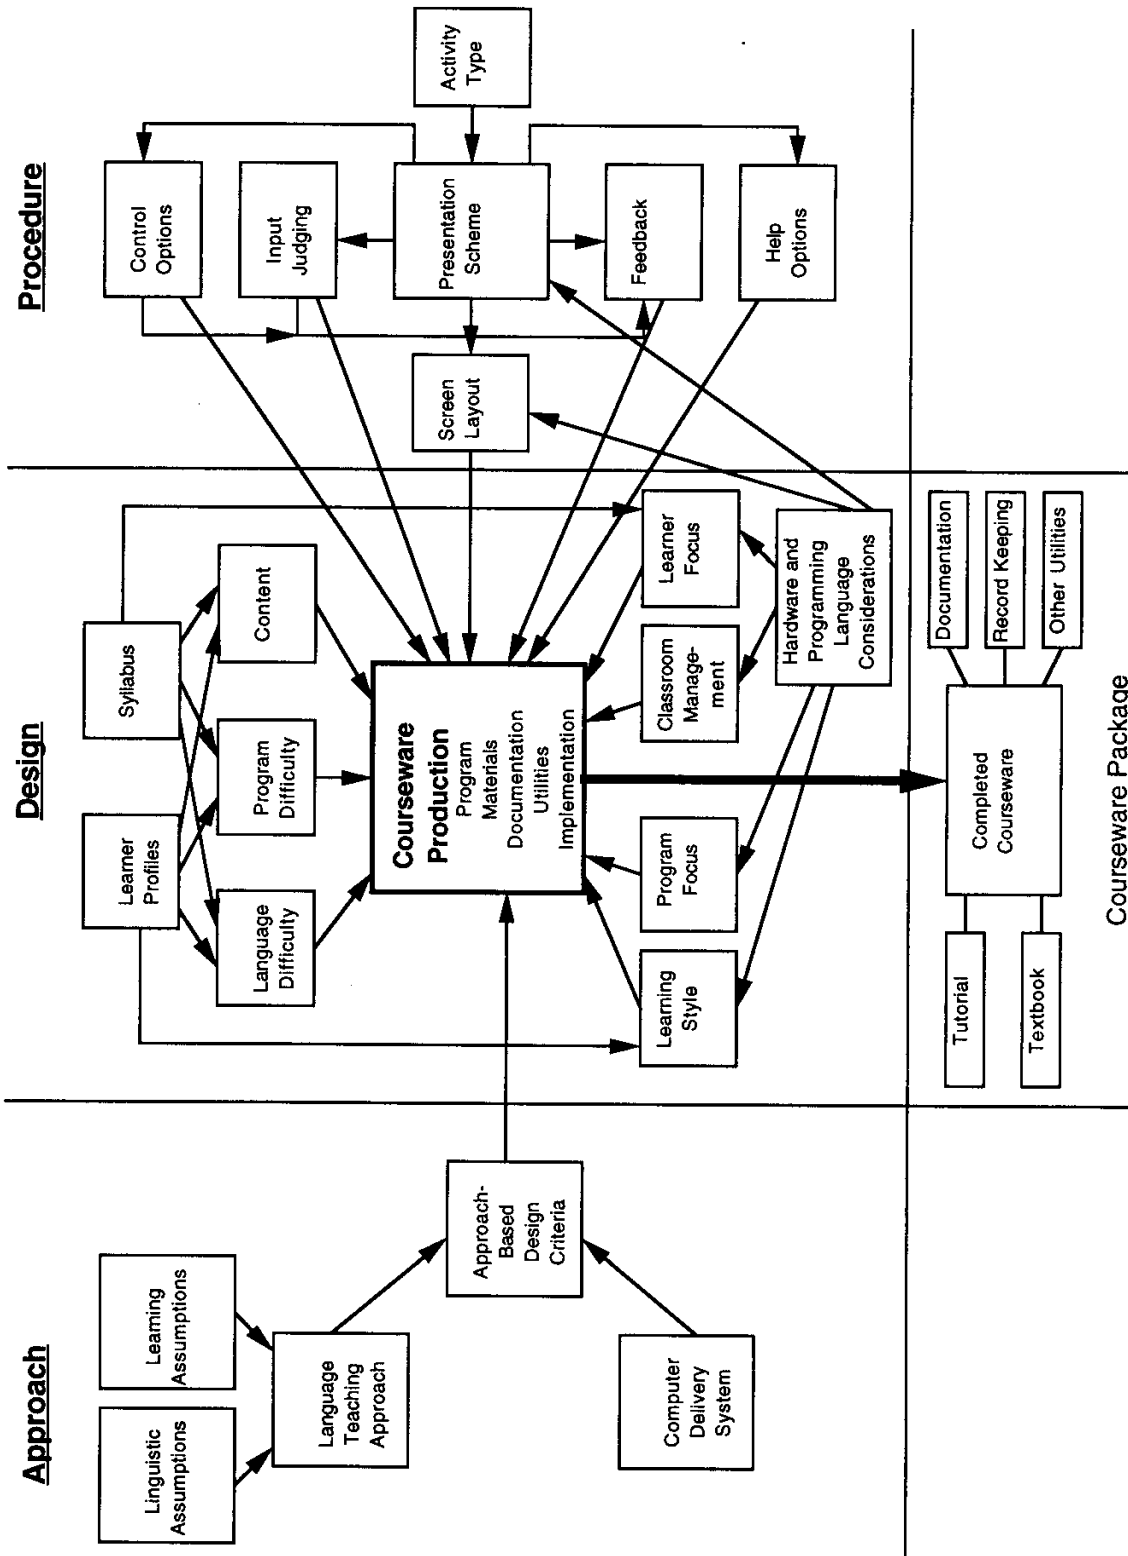 Approach
Linguistic
Assumptions
Learning
Assumptions
Language
Teaching
Approach
Approach-
Based
Design
Criteria
Computer
Delivery
System
Design
Learner
Profiles
Syllabus
Language
Difficulty
Program
Difficulty
Content
Courseware
Production
Program
Materials
Documentation
Utilities
Implementation
Learning
Style
Program
Focus
Classroom
Manage-
ment
Learner
Focus
Hardware and
Programming
Language
Considerations
Procedure
Control
Options
Input
Judging
Presentation
Scheme
Activity
Type
Screen
Layout
Feedback
Help
Options
Tutorial
Textbook
Completed
Courseware
Documentation
Record Keeping
Other Utilities
Courseware Package